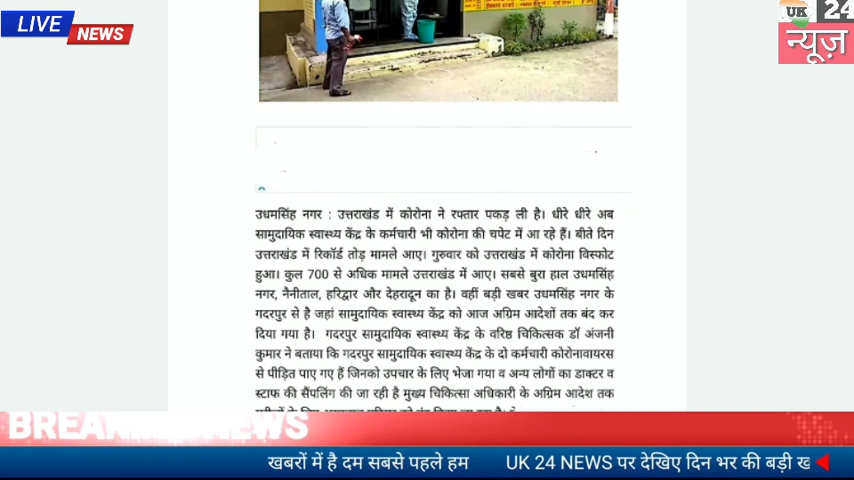 LIVE
NEWS
UK 24
न्यूज़
उधमसिंह नगर : उत्तराखंड में कोरोना ने रफ्तार पकड़ ली है। धीरे धीरे अब
सामुदायिक स्वास्थ्य केंद्र के कर्मचारी भी कोरोना की चपेट में आ रहे हैं। बीते दिन
उत्तराखंड में रिकॉर्ड तोड़ मामले आए। गुरुवार को उत्तराखंड में कोरोना विस्फोट
हुआ। कुल 700 से अधिक मामले उत्तराखंड में आए। सबसे बुरा हाल उधमसिंह
नगर, नैनीताल, हरिद्वार और देहरादून का है। वहीं बड़ी खबर उधमसिंह नगर के
गदरपुर से है जहां सामुदायिक स्वास्थ्य केंद्र को आज अग्रिम आदेशों तक बंद कर
दिया गया है। गदरपुर सामुदायिक स्वास्थ्य केंद्र के वरिष्ठ चिकित्सक डॉ अंजनी
कुमार ने बताया कि गदरपुर सामुदायिक स्वास्थ्य केंद्र के दो कर्मचारी कोरोनावायरस
से पीड़ित पाए गए हैं जिनको उपचार के लिए भेजा गया व अन्य लोगों का डाक्टर व
स्टाफ की सैंपलिंग की जा रही है मुख्य चिकित्सा अधिकारी के अग्रिम आदेश तक
BREAKING NEWS
खबरों में है दम सबसे पहले हम UK 24 NEWS पर देखिए दिन भर की बड़ी ख